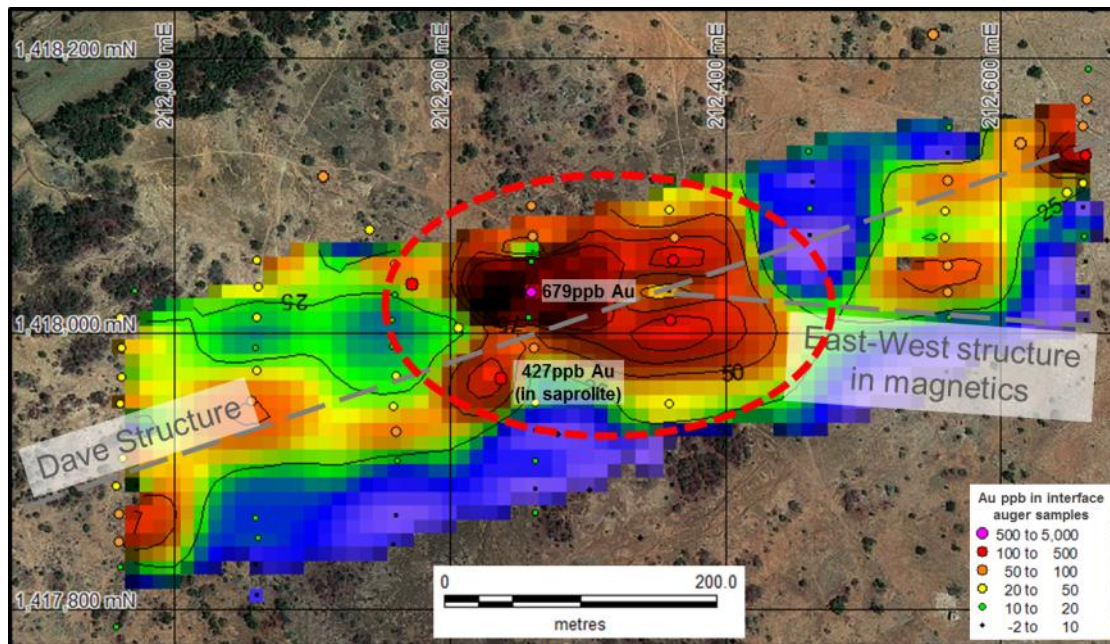 1,418,200 mN
212,000 mE
212,200 mE
212,400 mE
212,600 mE
25
25
679ppb Au
75
1,418,000 mN
East-West structure
in magnetics
427ppb Au
(in saprolite)
50
Dave Structure
Au ppb in interface
auger samples
500 to 5,000
100 to 500
50 to 100
20 to 50
10 to 20
-2 to 10
0 200.0
metres
1,417,800 mN